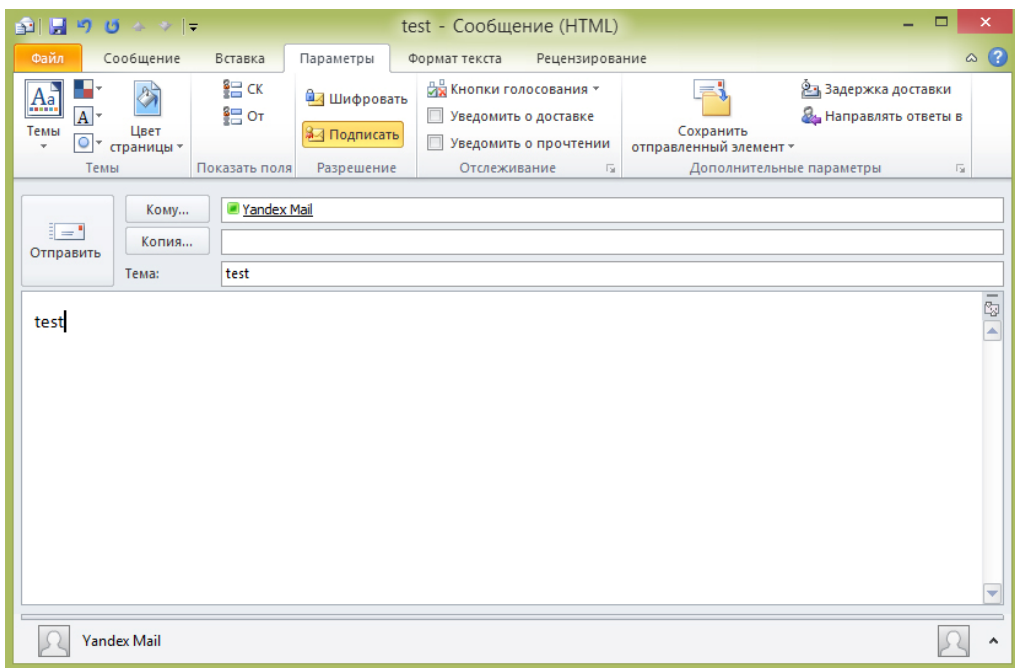 test - Сообщение (HTML)
Файл Сообщение Вставка Параметры Формат текста Рецензирование
Aa Темы A Цвет страницы СК От Шифровать Подписать Кнопки голосования Уведомить о доставке Уведомить о прочтении Сохранить отправленный элемент Задержка доставки Направлять ответы в
Темы Показать поля Разрешение Отслеживание Дополнительные параметры
Отправить
Кому... Yandex Mail
Копия...
Тема: test
test
Yandex Mail